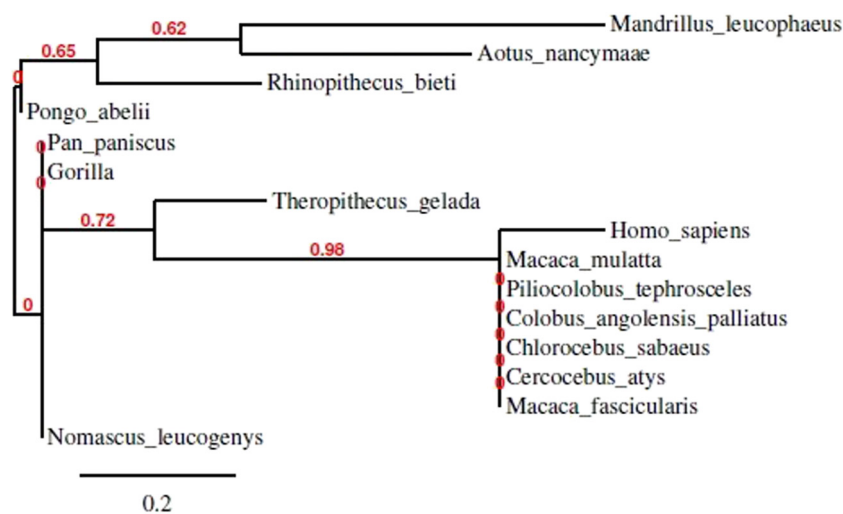 Mandrillus_leucophaeus
0.62
Aotus_nancymaae
0.65
0
Rhinopithecus_bieti
Pongo_abelii
0
Pan_paniscus
0
Gorilla
Theropithecus_gelada
0.72
Homo_sapiens
0.98
Macaca_mulatta
0
Piliocolobus_tephrosceles
0
0
Colobus_angolensis_palliatus
0
Chlorocebus_sabaeus
0
Cercocebus_atys
0
Macaca_fascicularis
Nomascus_leucogenys
0.2